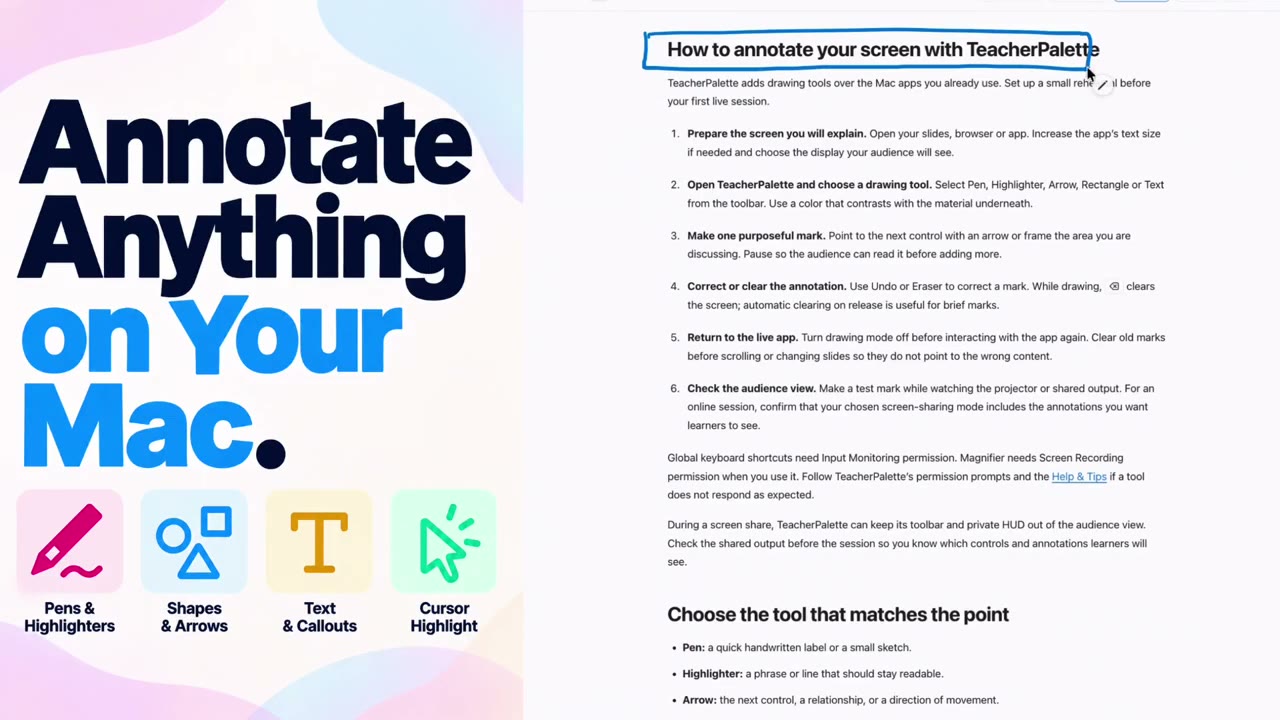 Annotate
Anything
on Your
Mac.
Pens &
Highlighters
Shapes
& Arrows
Text
& Callouts
Cursor
Highlight
How to annotate your screen with TeacherPalette
TeacherPalette adds drawing tools over the Mac apps you already use. Set up a small before
your first live session.
1. Prepare the screen you will explain. Open your slides, browser or app. Increase the app's text size
if needed and choose the display your audience will see.
2. Open TeacherPalette and choose a drawing tool. Select Pen, Highlighter, Arrow, Rectangle or Text
from the toolbar. Use a color that contrasts with the material underneath.
3. Make one purposeful mark. Point to the next control with an arrow or frame the area you are
discussing. Pause so the audience can read it before adding more.
4. Correct or clear the annotation. Use Undo or Eraser to correct a mark. While drawing, ⌫ clears
the screen; automatic clearing on release is useful for brief marks.
5. Return to the live app. Turn drawing mode off before interacting with the app again. Clear old marks
before scrolling or changing slides so they do not point to the wrong content.
6. Check the audience view. Make a test mark while watching the projector or shared output. For an
online session, confirm that your chosen screen-sharing mode includes the annotations you want
learners to see.
Global keyboard shortcuts need Input Monitoring permission. Magnifier needs Screen Recording
permission when you use it. Follow TeacherPalette's permission prompts and the Help & Tips if a tool
does not respond as expected.
During a screen share, TeacherPalette can keep its toolbar and private HUD out of the audience view.
Check the shared output before the session so you know which controls and annotations learners will
see.
Choose the tool that matches the point
• Pen: a quick handwritten label or a small sketch.
• Highlighter: a phrase or line that should stay readable.
• Arrow: the next control, a relationship, or a direction of movement.